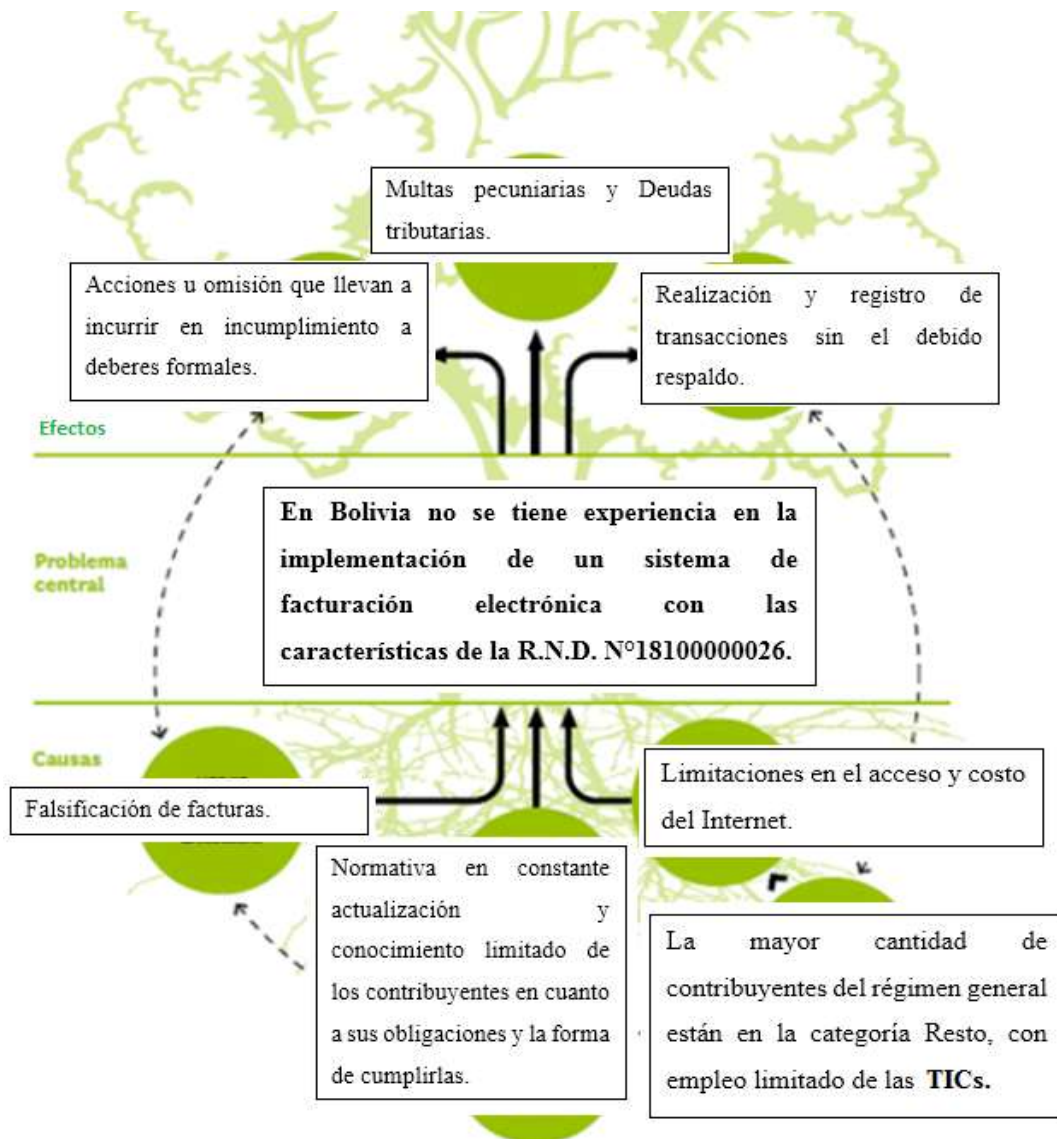 Multas pecuniarias y Deudas
tributarias.
Acciones u omisión que llevan a
incurrir en incumplimiento a
deberes formales.
Realización y registro de
transacciones sin el debido
respaldo.
Efectos
En Bolivia no se tiene experiencia en la
implementación de un sistema de
facturación electrónica con las
características de la R.N.D. N°18100000026.
Problema
central
Causas
Falsificación de facturas.
Limitaciones en el acceso y costo
del Internet.
Normativa en constante
actualización y
conocimiento limitado de
los contribuyentes en cuanto
a sus obligaciones y la forma
de cumplirlas.
La mayor cantidad de
contribuyentes del régimen general
están en la categoría Resto, con
empleo limitado de las TICs.